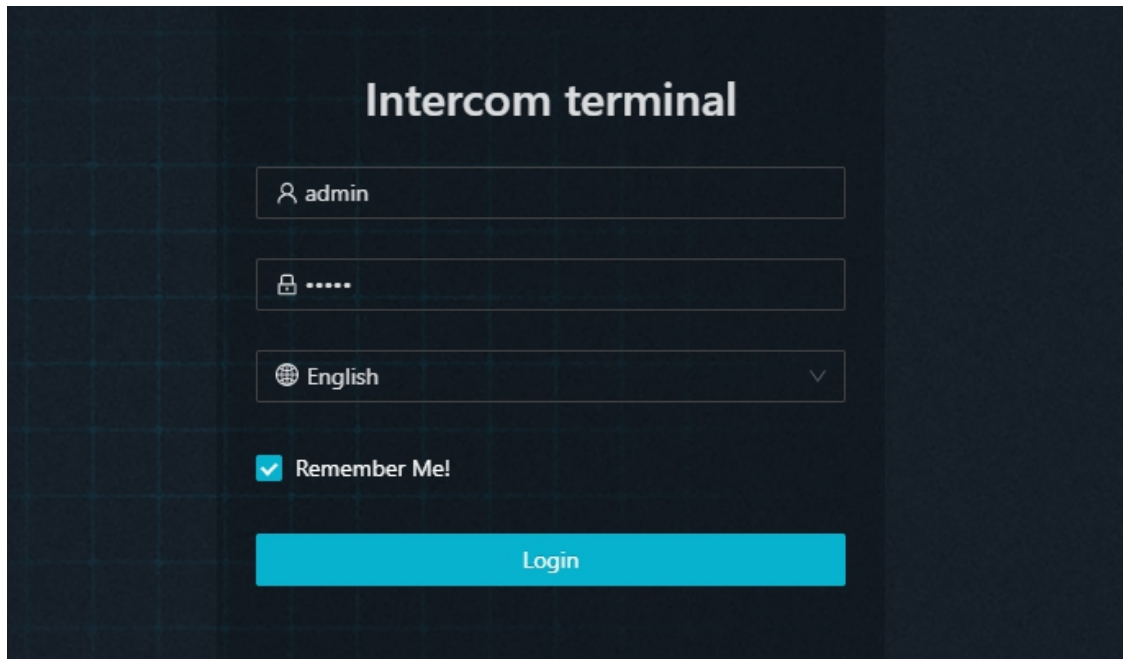 Intercom terminal
admin
•••••
English
Remember Me!
Login